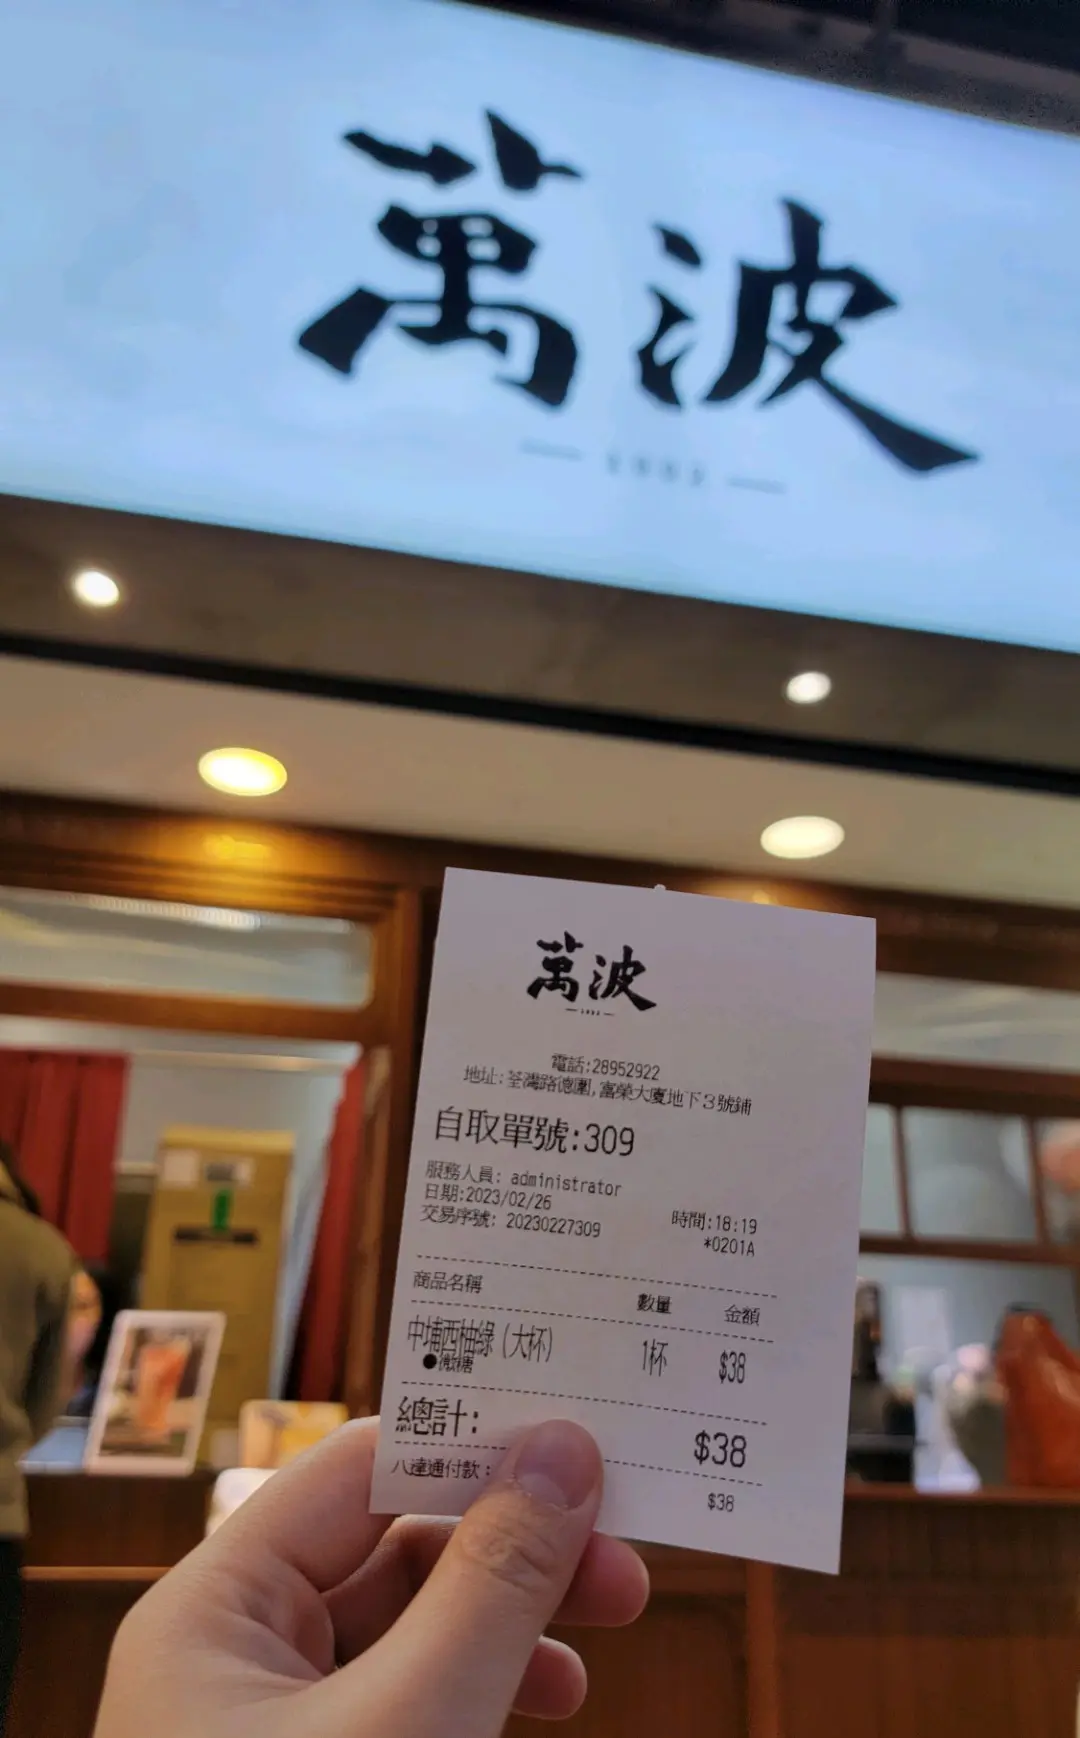 萬波
1982
萬波
電話:28952922
地址:荃灣路德圍,富榮大廈地下3號鋪
自取單號:309
服務人員: administrator
日期:2023/02/26 時間:18:19
交易序號: 20230227309 *0201A
商品名稱 數量 金額
中埔西柚綠 (大杯) 1杯 $38
●微糖
總計: $38
八達通付款: $38